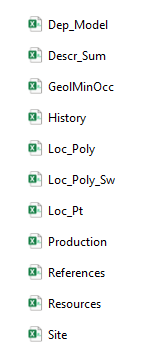 Dep_Model
Descr_Sum
GeolMinOcc
History
Loc_Poly
Loc_Poly_Sw
Loc_Pt
Production
References
Resources
Site